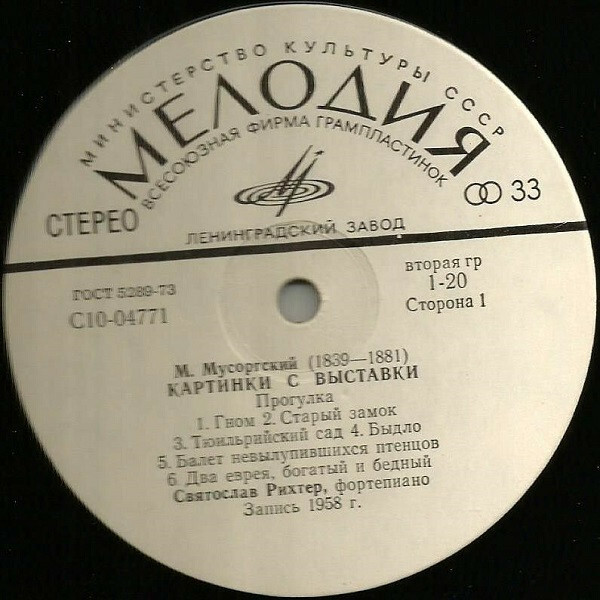 МИНИСТЕРСТВО КУЛЬТУРЫ СССР
МЕЛОДИЯ
ВСЕСОЮЗНАЯ ФИРМА ГРАМПЛАСТИНОК
СТЕРЕО
33
ЛЕНИНГРАДСКИЙ ЗАВОД
ГОСТ 5289-73
С10-04771
вторая гр
1-20
Сторона 1
М. Мусоргский (1839—1881)
КАРТИНКИ С ВЫСТАВКИ
Прогулка
1. Гном 2. Старый замок
3. Тюильрийский сад 4. Быдло
5. Балет невылупившихся птенцов
6. Два еврея, богатый и бедный
Святослав Рихтер, фортепиано
Запись 1958 г.